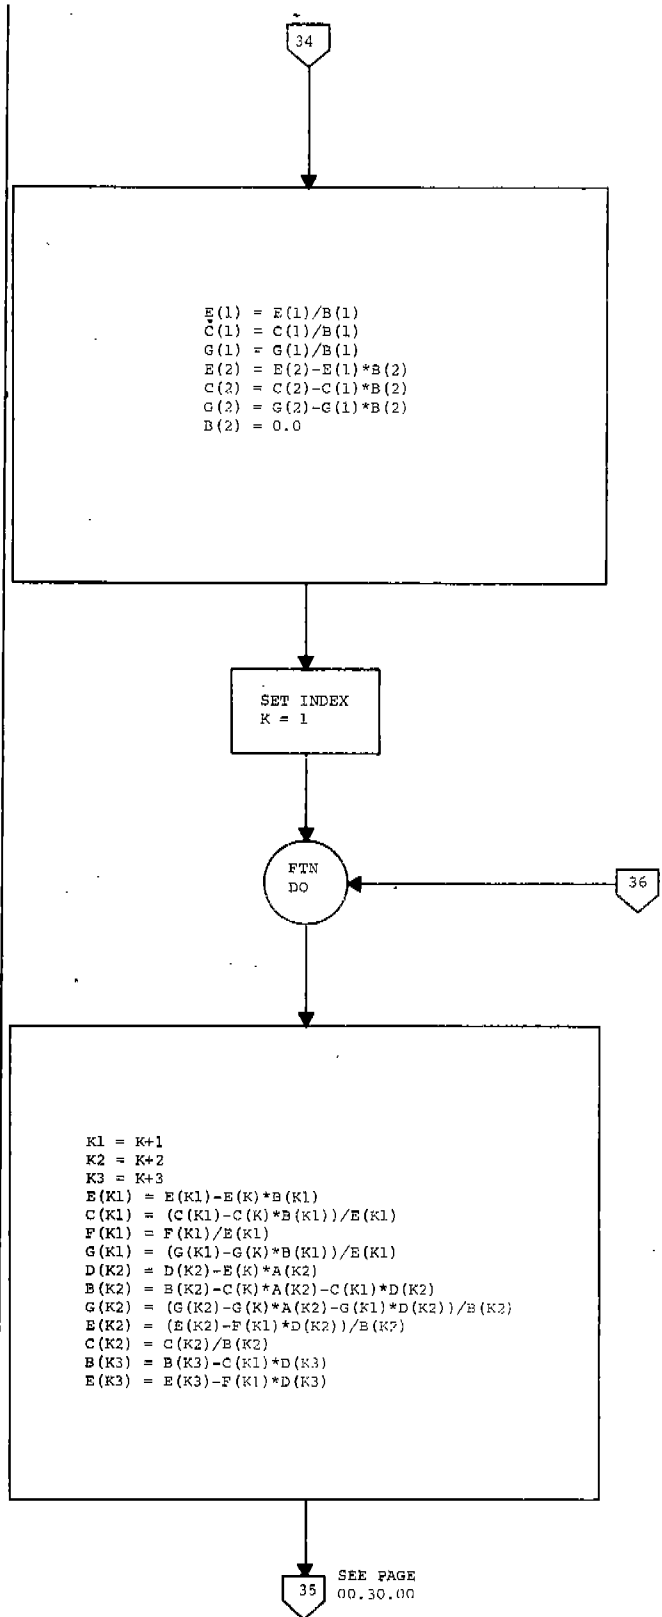 34
E(1) = E(1)/B(1)
C(1) = C(1)/B(1)
G(1) = G(1)/B(1)
E(2) = E(2)-E(1)*B(2)
C(2) = C(2)-C(1)*B(2)
G(2) = G(2)-G(1)*B(2)
B(2) = 0.0
SET INDEX
K = 1
FTN
DO
36
K1 = K+1
K2 = K+2
K3 = K+3
E(K1) = E(K1)-E(K)*B(K1)
C(K1) = (C(K1)-C(K)*B(K1))/E(K1)
F(K1) = F(K1)/E(K1)
G(K1) = (G(K1)-G(K)*B(K1))/E(K1)
D(K2) = D(K2)-E(K)*A(K2)
B(K2) = B(K2)-C(K)*A(K2)-C(K1)*D(K2)
G(K2) = (G(K2)-G(K)*A(K2)-G(K1)*D(K2))/B(K2)
E(K2) = (E(K2)-F(K1)*D(K2))/B(K2)
C(K2) = C(K2)/B(K2)
B(K3) = B(K3)-C(K1)*D(K3)
E(K3) = E(K3)-F(K1)*D(K3)
35 SEE PAGE
00.30.00